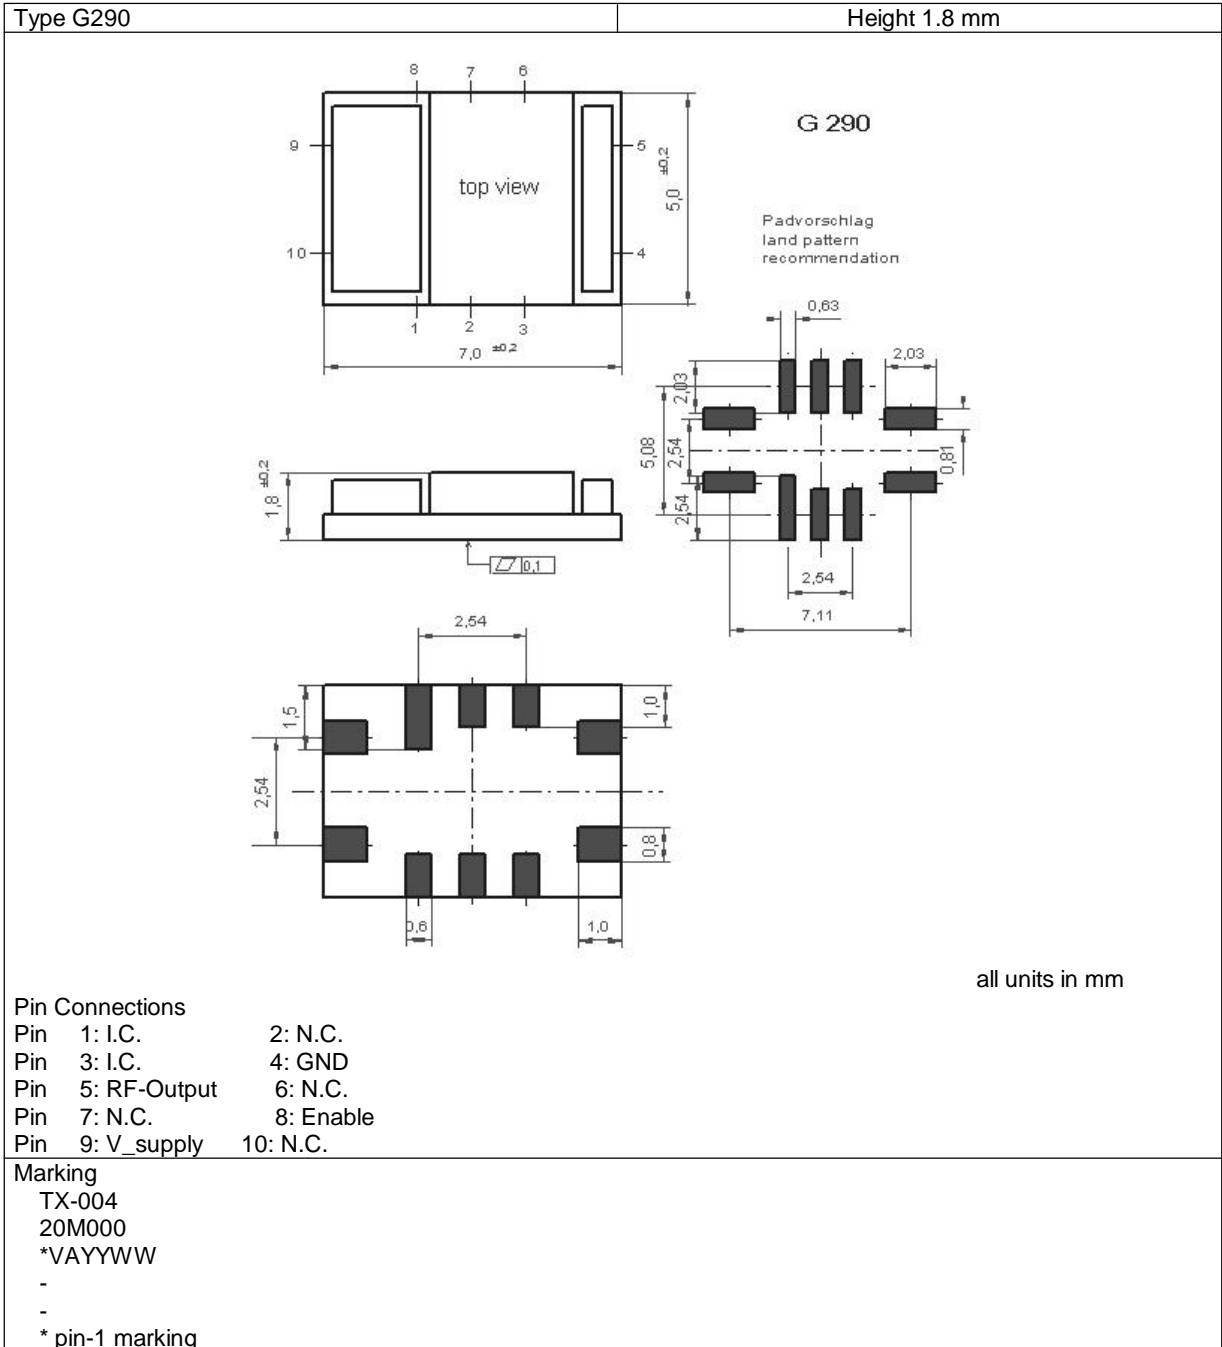 Type G290 Height 1.8 mm
8 7 6
G 290
9 5
±0,2
5,0
top view
Padvorschlag
land pattern
recommendation
10 4
1 2 3
7,0 ±0,2
0,63
2,03
2,03
5,08
2,54
0,81
2,54
±0,2
1,8
0,1
2,54
7,11
2,54
1,5
1,0
2,54
0,8
0,6
1,0
all units in mm
Pin Connections
Pin 1: I.C. 2: N.C.
Pin 3: I.C. 4: GND
Pin 5: RF-Output 6: N.C.
Pin 7: N.C. 8: Enable
Pin 9: V_supply 10: N.C.
Marking
TX-004
20M000
*VAYYWW
-
-
* pin-1 marking